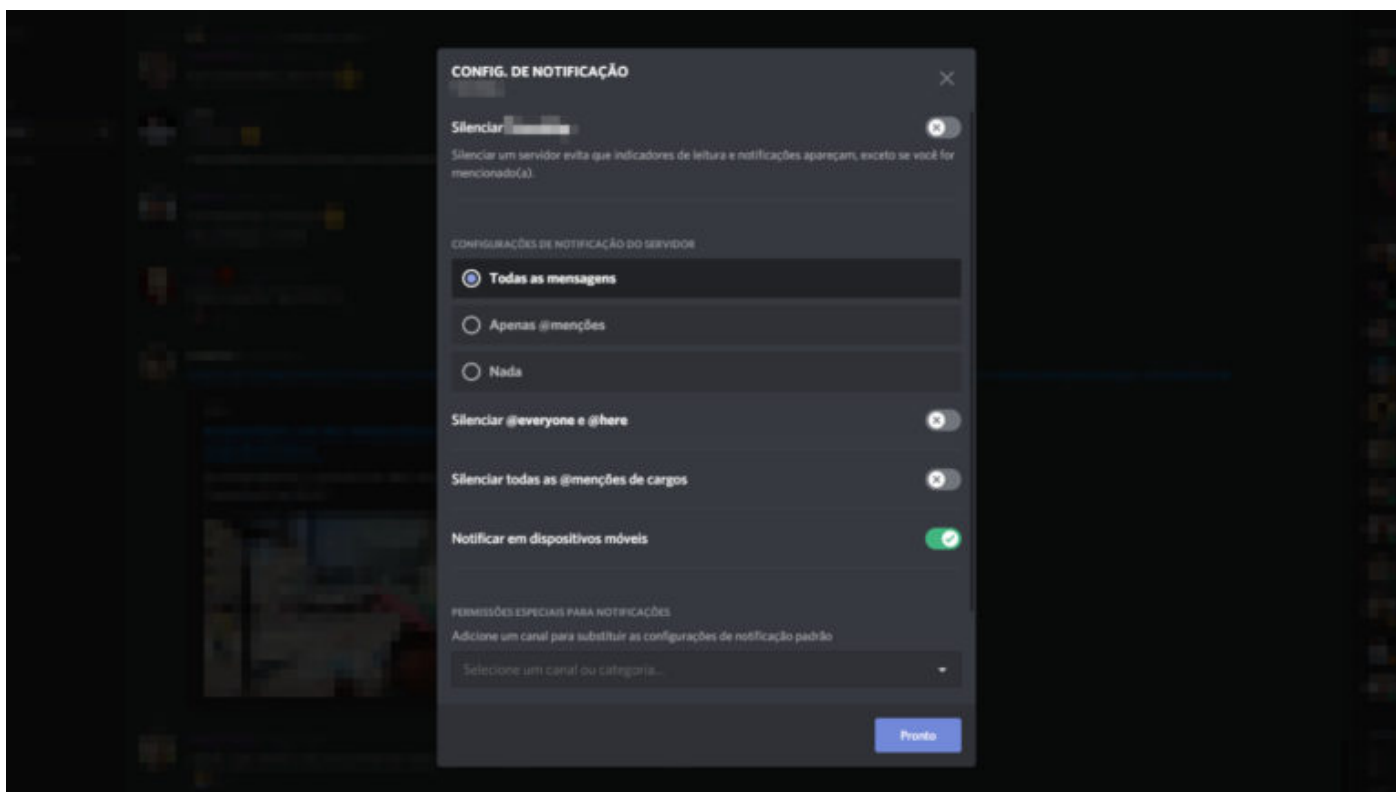 CONFIG. DE NOTIFICAÇÃO
Silenciar
Silenciar um servidor evita que indicadores de leitura e notificações apareçam, exceto se você for
mencionado(a).
CONFIGURAÇÕES DE NOTIFICAÇÃO DO SERVIDOR
Todas as mensagens
Apenas @menções
Nada
Silenciar @everyone e @here
Silenciar todas as @menções de cargos
Notificar em dispositivos móveis
PERMISSÕES ESPECIAIS PARA NOTIFICAÇÕES
Adicione um canal para substituir as configurações de notificação padrão
Selecione um canal ou categoria...
Pronto